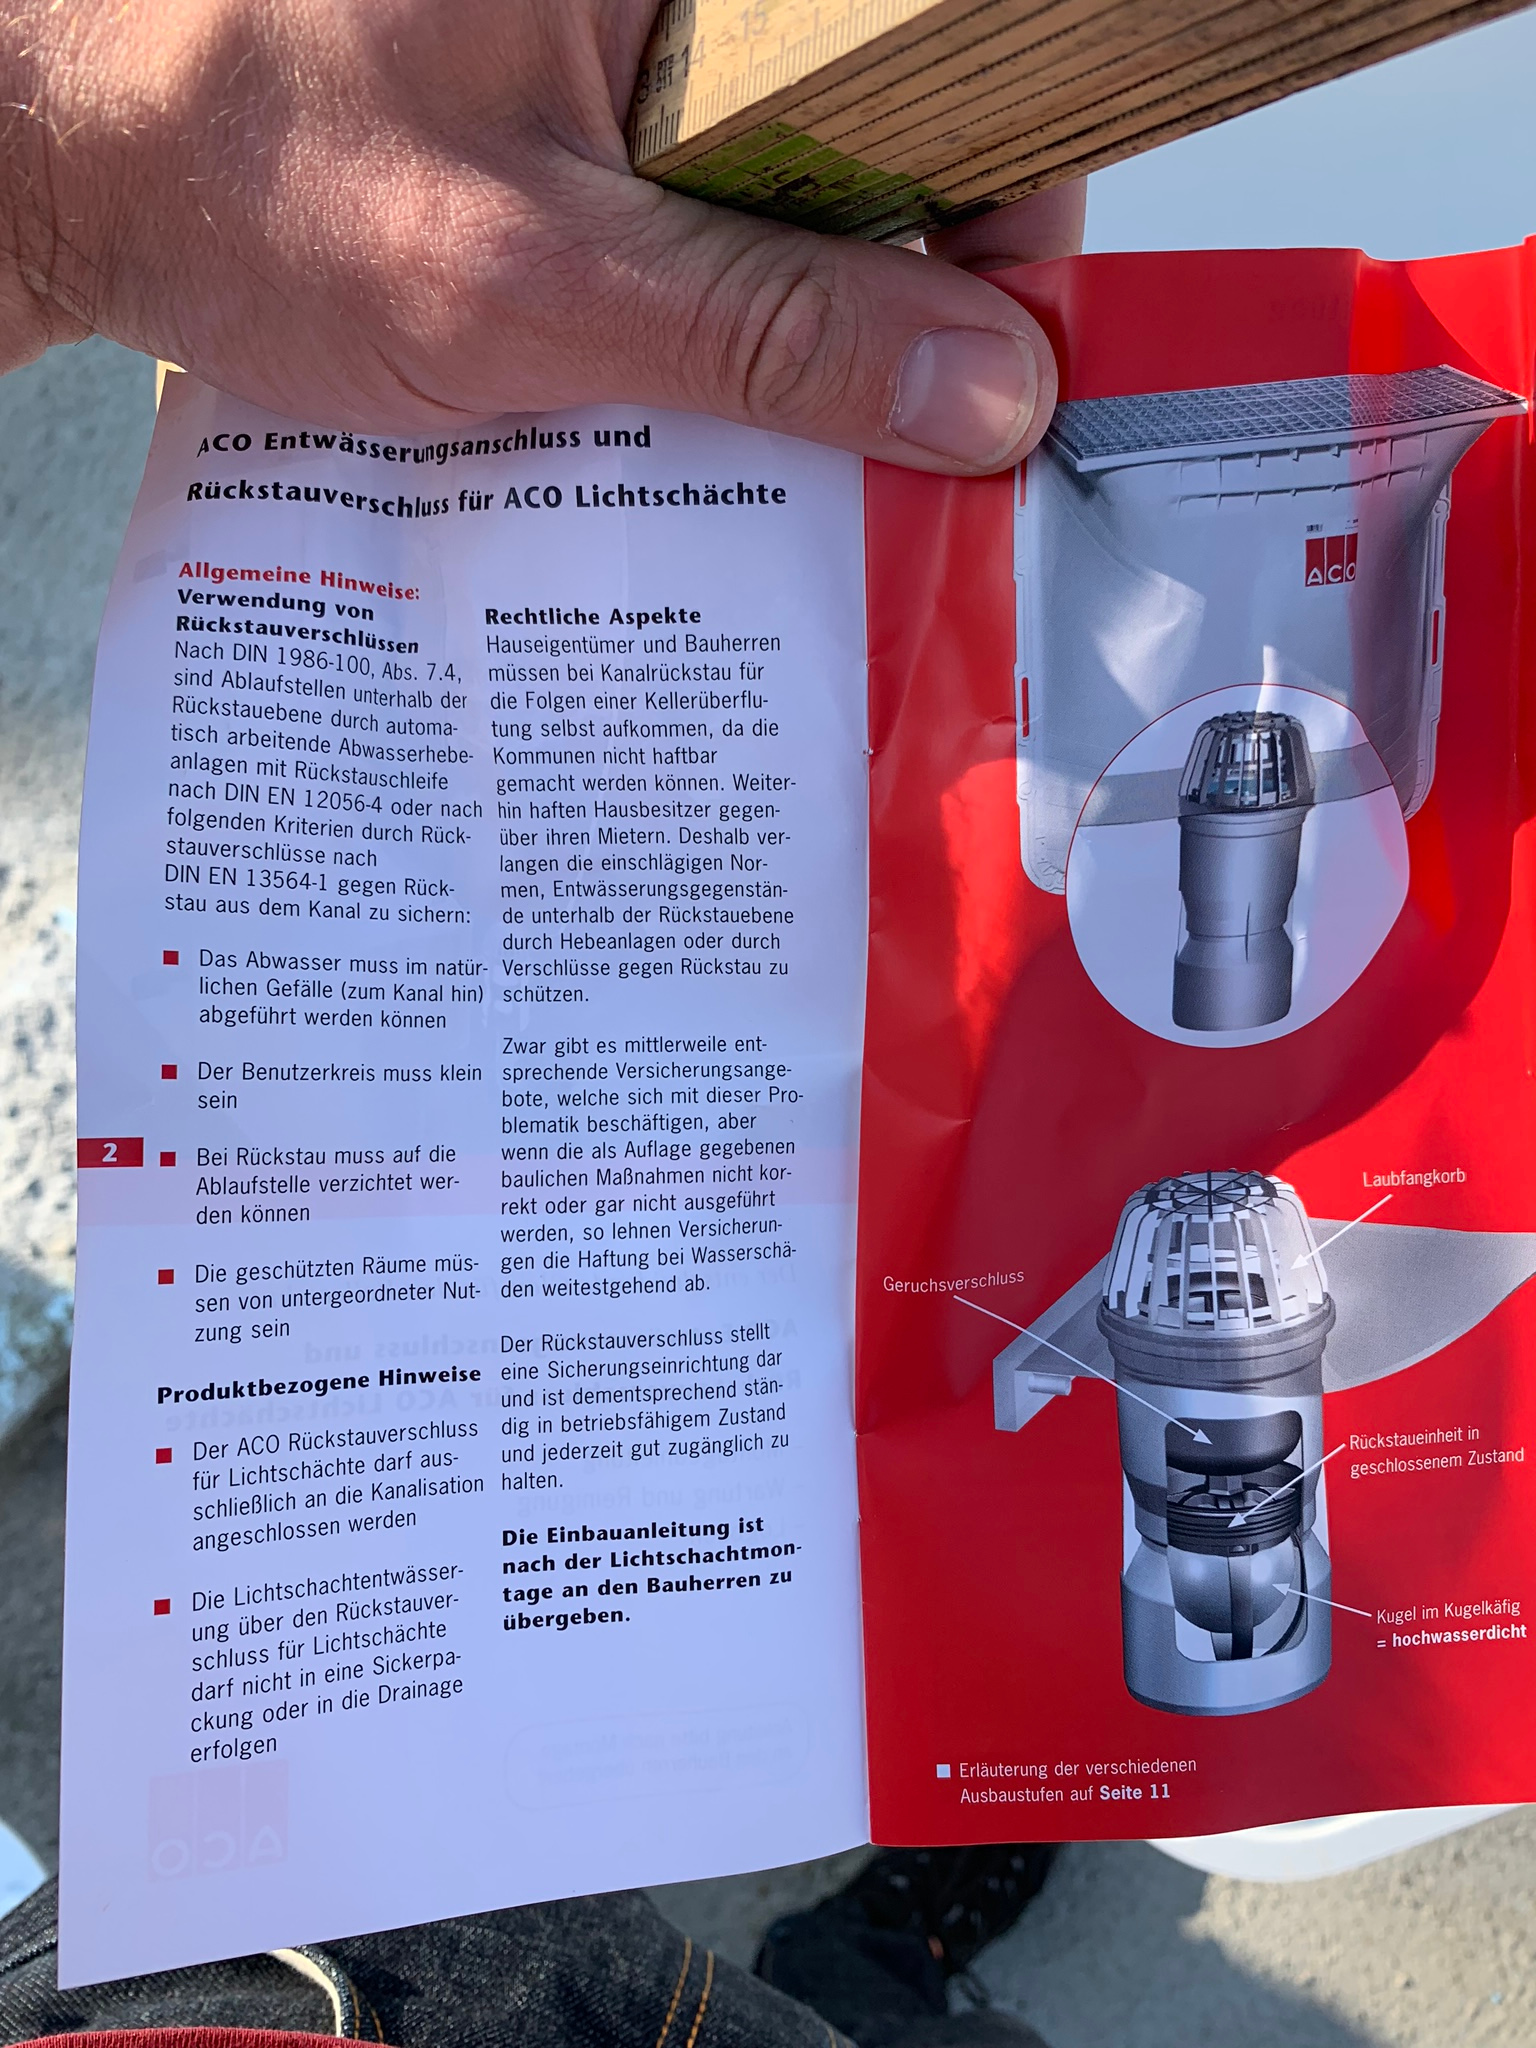 15
14
ACO Entwässerungsanschluss und
Rückstauverschluss für ACO Lichtschächte
Allgemeine Hinweise:
Verwendung von
Rückstauverschlüssen
Nach DIN 1986-100, Abs. 7.4,
sind Ablaufstellen unterhalb der
Rückstauebene durch automa-
tisch arbeitende Abwasserhebe-
anlagen mit Rückstauschleife
nach DIN EN 12056-4 oder nach
folgenden Kriterien durch Rück-
stauverschlüsse nach
DIN EN 13564-1 gegen Rück-
stau aus dem Kanal zu sichern:
Das Abwasser muss im natür-
lichen Gefälle (zum Kanal hin)
abgeführt werden können
Der Benutzerkreis muss klein
sein
2
Bei Rückstau muss auf die
Ablaufstelle verzichtet wer-
den können
Die geschützten Räume müs-
sen von untergeordneter Nut-
zung sein
Produktbezogene Hinweise
Der ACO Rückstauverschluss
für Lichtschächte darf aus-
schließlich an die Kanalisation
angeschlossen werden
Die Lichtschachtentwässer-
ung über den Rückstauver-
schluss für Lichtschächte
darf nicht in eine Sickerpa-
ckung oder in die Drainage
erfolgen
Rechtliche Aspekte
Hauseigentümer und Bauherren
müssen bei Kanalrückstau für
die Folgen einer Kellerüberflu-
tung selbst aufkommen, da die
Kommunen nicht haftbar
gemacht werden können. Weiter-
hin haften Hausbesitzer gegen-
über ihren Mietern. Deshalb ver-
langen die einschlägigen Nor-
men, Entwässerungsgegenstän-
de unterhalb der Rückstauebene
durch Hebeanlagen oder durch
Verschlüsse gegen Rückstau zu
schützen.
Zwar gibt es mittlerweile ent-
sprechende Versicherungsange-
bote, welche sich mit dieser Pro-
blematik beschäftigen, aber
wenn die als Auflage gegebenen
baulichen Maßnahmen nicht kor-
rekt oder gar nicht ausgeführt
werden, so lehnen Versicherun-
gen die Haftung bei Wasserschä-
den weitestgehend ab.
Der Rückstauverschluss stellt
eine Sicherungseinrichtung dar
und ist dementsprechend stän-
dig in betriebsfähigem Zustand
und jederzeit gut zugänglich zu
halten.
Die Einbauanleitung ist
nach der Lichtschachtmon-
tage an den Bauherren zu
übergeben.
ACO
Laubfangkorb
Geruchsverschluss
Rückstaueinheit in
geschlossenem Zustand
Kugel im Kugelkäfig
= hochwasserdicht
Erläuterung der verschiedenen
Ausbaustufen auf Seite 11